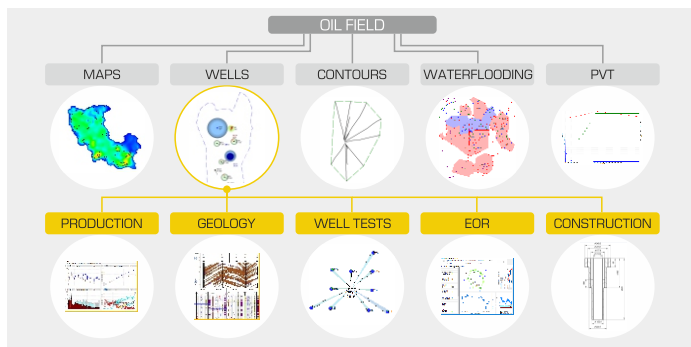 OIL FIELD
MAPS
WELLS
CONTOURS
WATERFLOODING
PVT
PRODUCTION
GEOLOGY
WELL TESTS
EOR
CONSTRUCTION